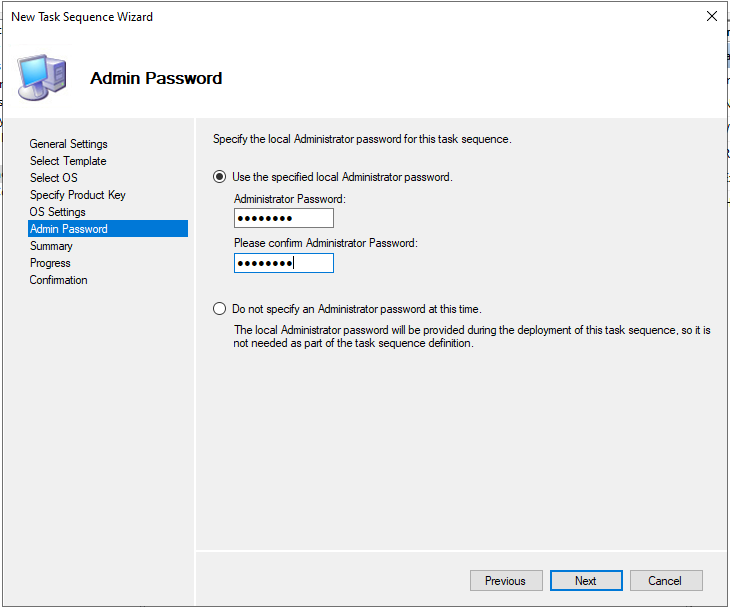 New Task Sequence Wizard
Admin Password
General Settings
Select Template
Select OS
Specify Product Key
OS Settings
Admin Password
Summary
Progress
Confirmation
Specify the local Administrator password for this task sequence.
Use the specified local Administrator password.
Administrator Password:
●●●●●●●●
Please confirm Administrator Password:
●●●●●●●●
Do not specify an Administrator password at this time.
The local Administrator password will be provided during the deployment of this task sequence, so it is
not needed as part of the task sequence definition.
Previous
Next
Cancel